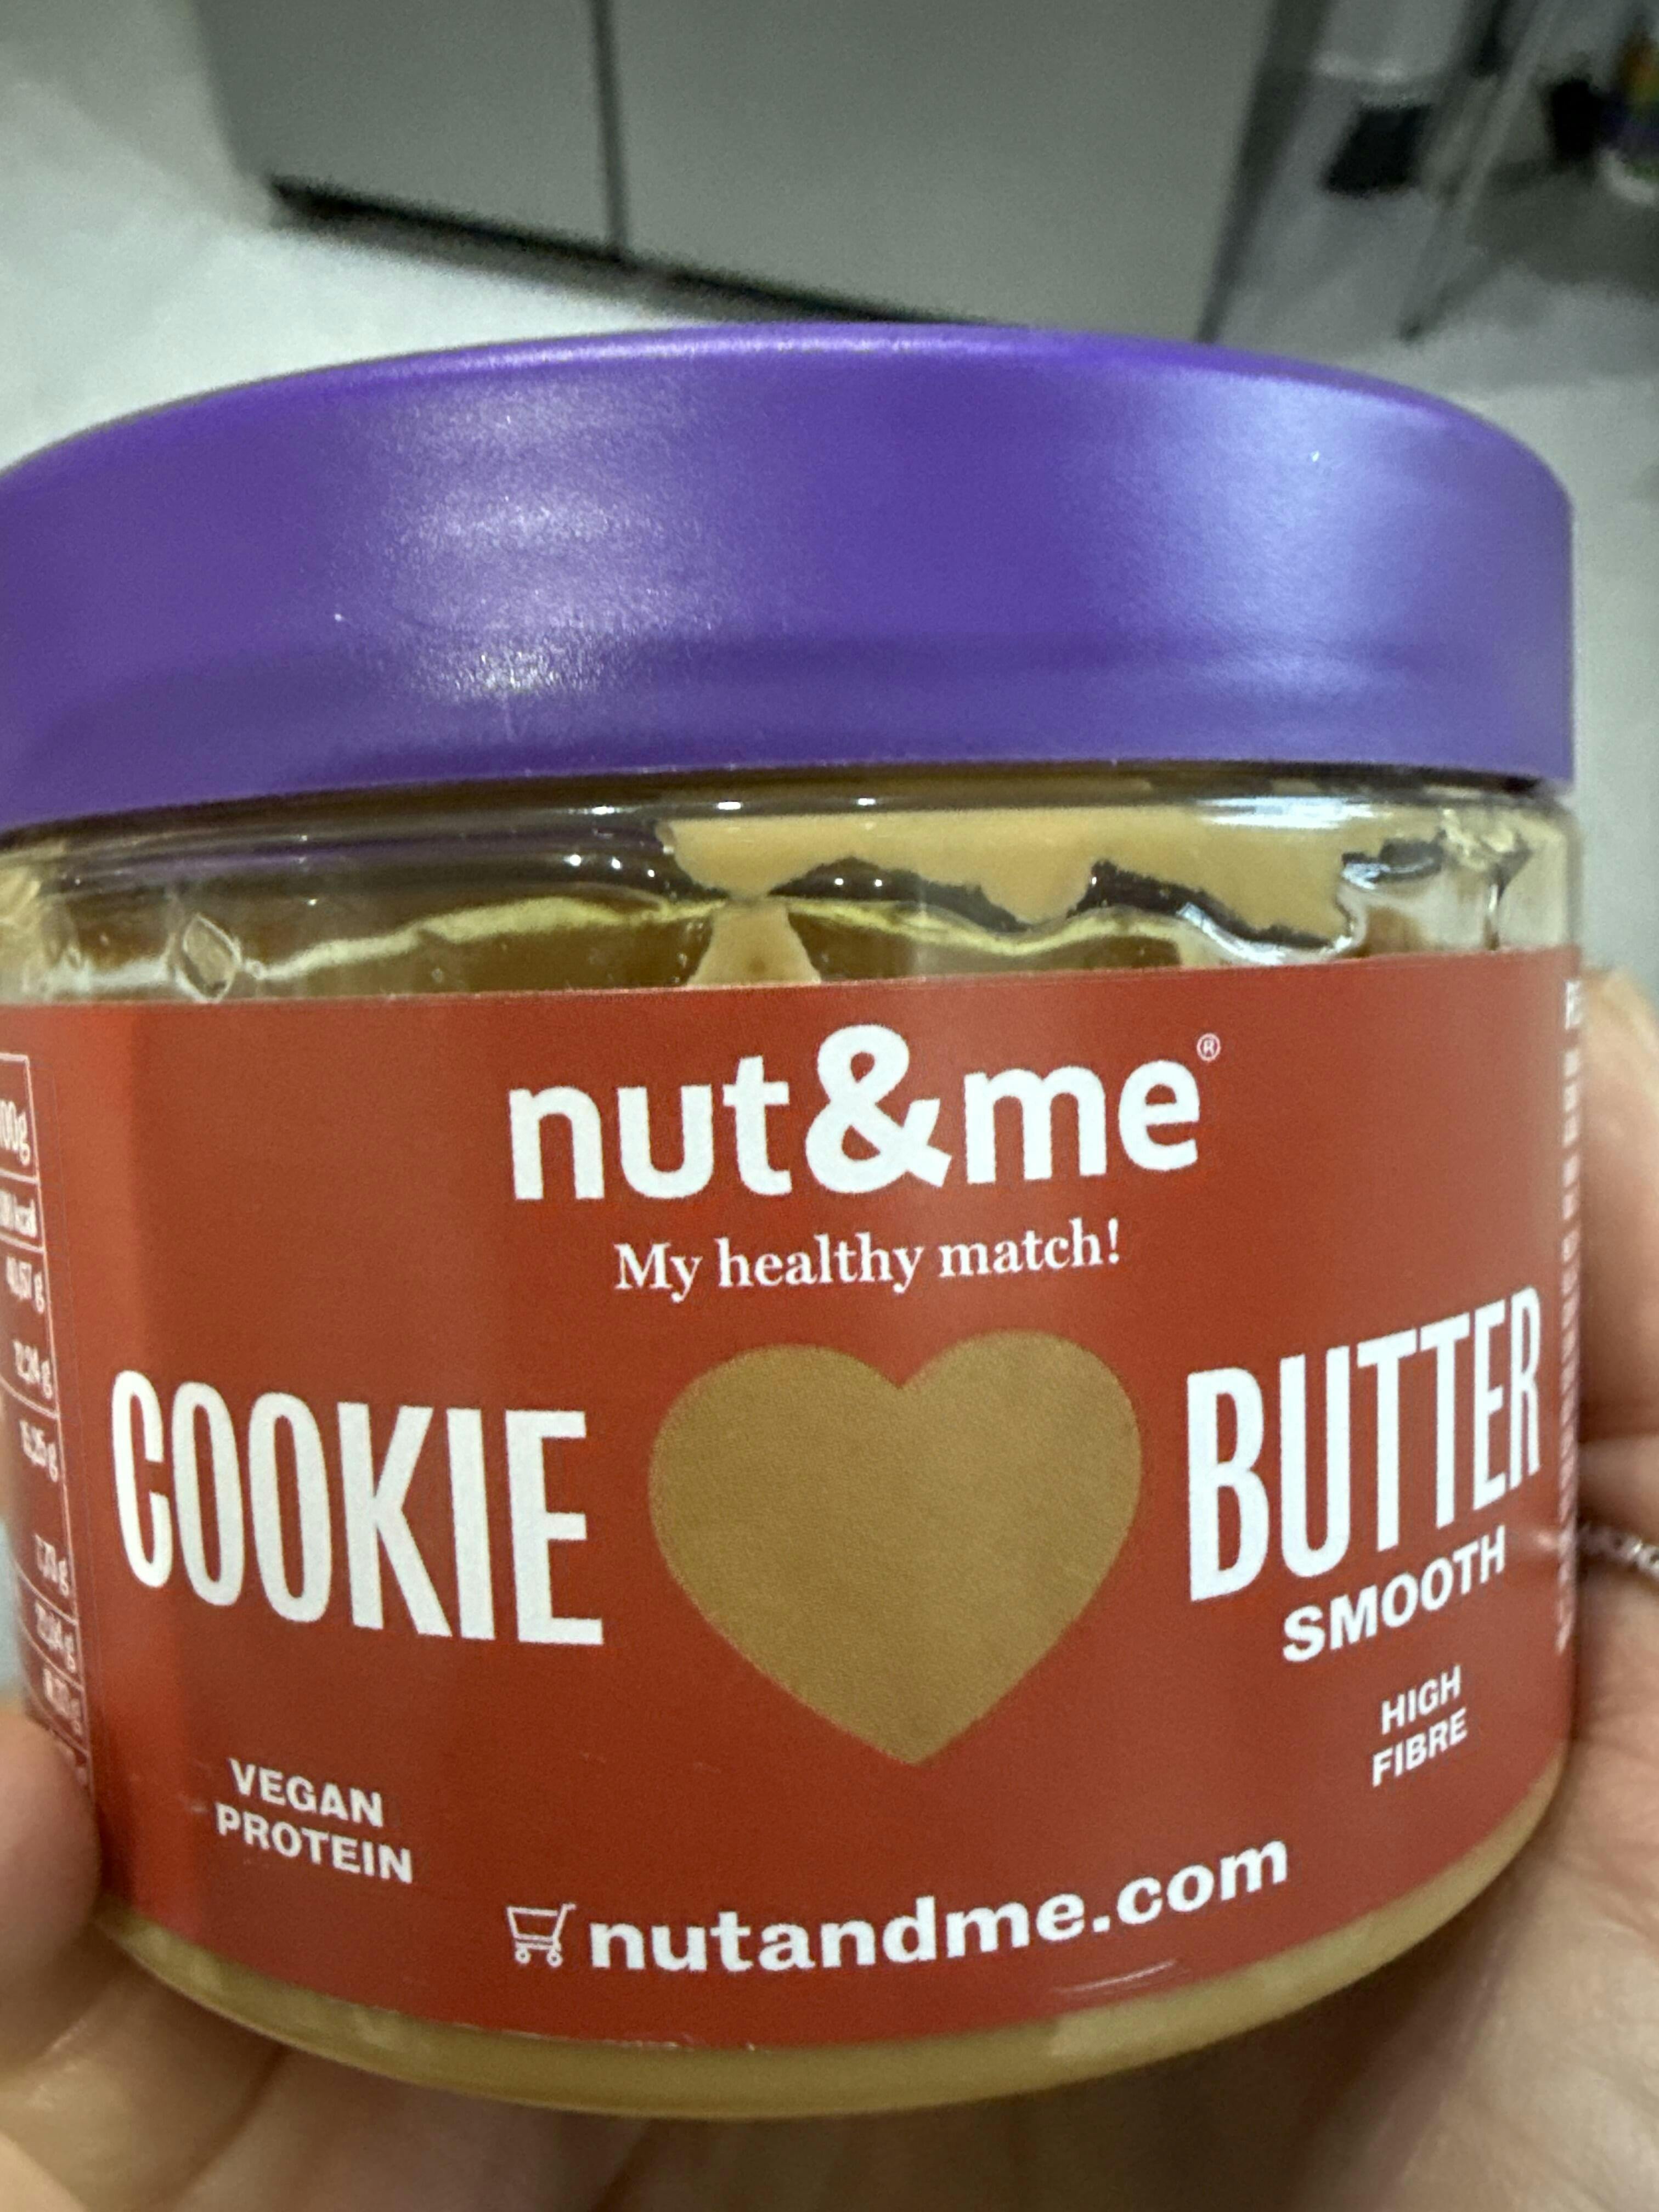 nut&me®
My healthy match!
COOKIE
BUTTER
SMOOTH
VEGAN
PROTEIN
HIGH
FIBRE
nutandme.com